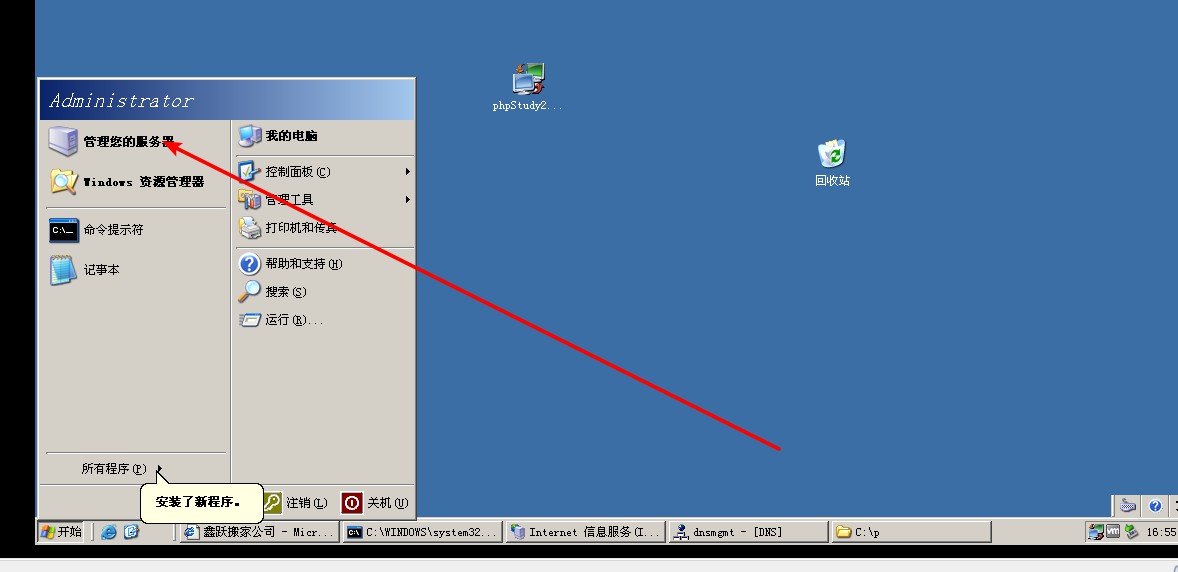 phpStudy2...
回收站
Administrator
管理您的服务器
Windows 资源管理器
命令提示符
记事本
所有程序(P)
我的电脑
控制面板(C)
管理工具
打印机和传真
帮助和支持(H)
搜索(S)
运行(R)...
安装了新程序。
注销(L)
关机(U)
开始
鑫跃搬家公司 - Micr...
C:\WINDOWS\system32...
Internet 信息服务(I...
dnsmgmt - [DNS]
C:\p
16:55